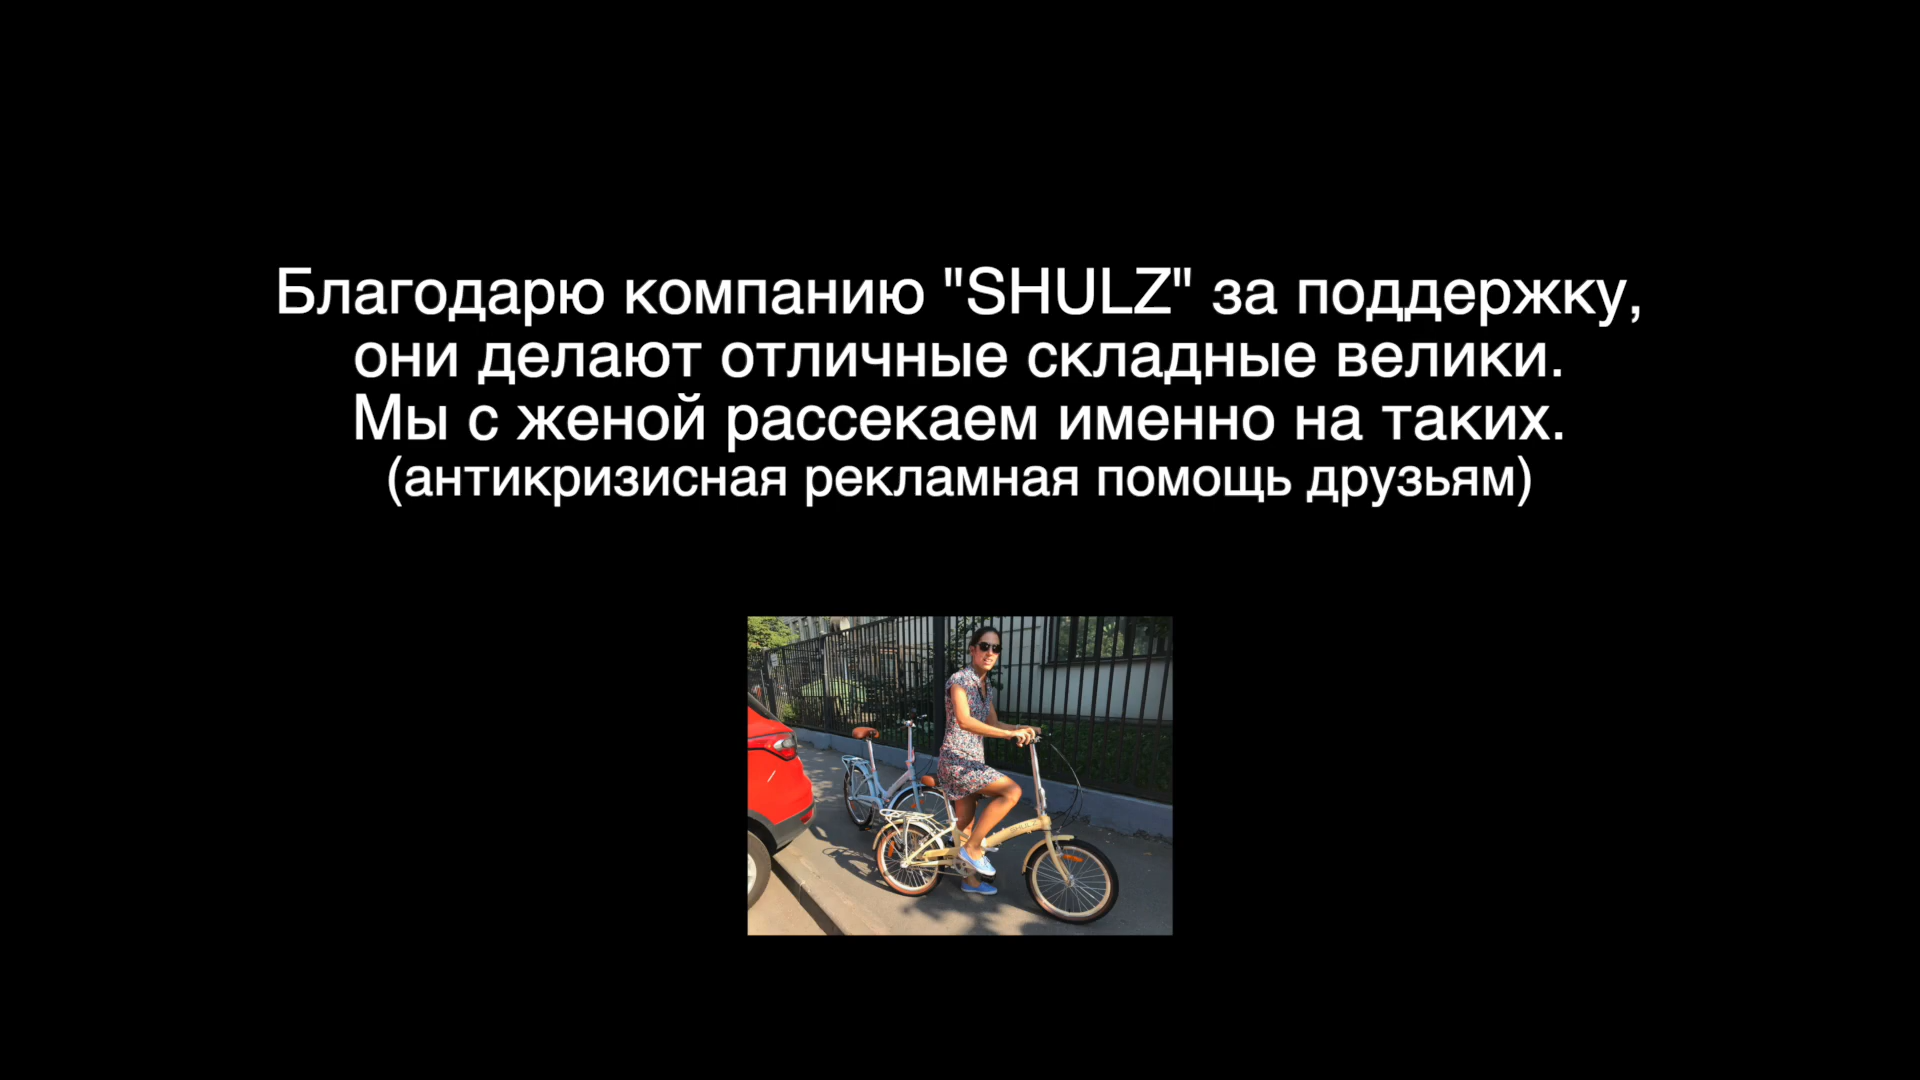 Благодарю компанию "SHULZ" за поддержку,
они делают отличные складные велики.
Мы с женой рассекаем именно на таких.
(антикризисная рекламная помощь друзьям)